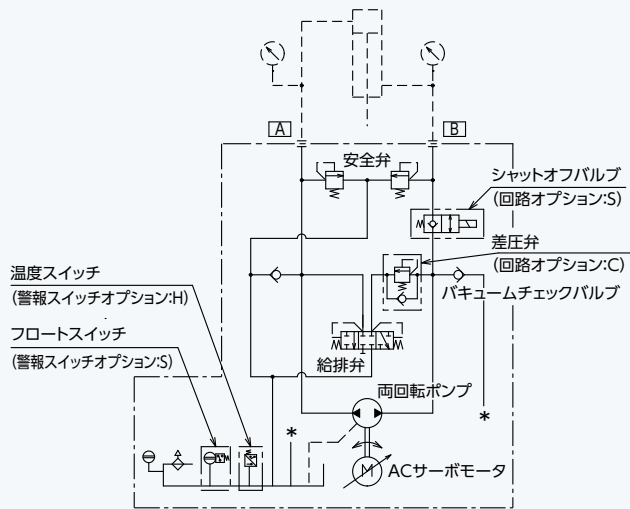 A
B
安全弁
シャットオフバルブ
(回路オプション:S)
差圧弁
(回路オプション:C)
温度スイッチ
(警報スイッチオプション:H)
バキュームチェックバルブ
フロートスイッチ
(警報スイッチオプション:S)
給排弁
両回転ポンプ
*
*
M
ACサーボモータ